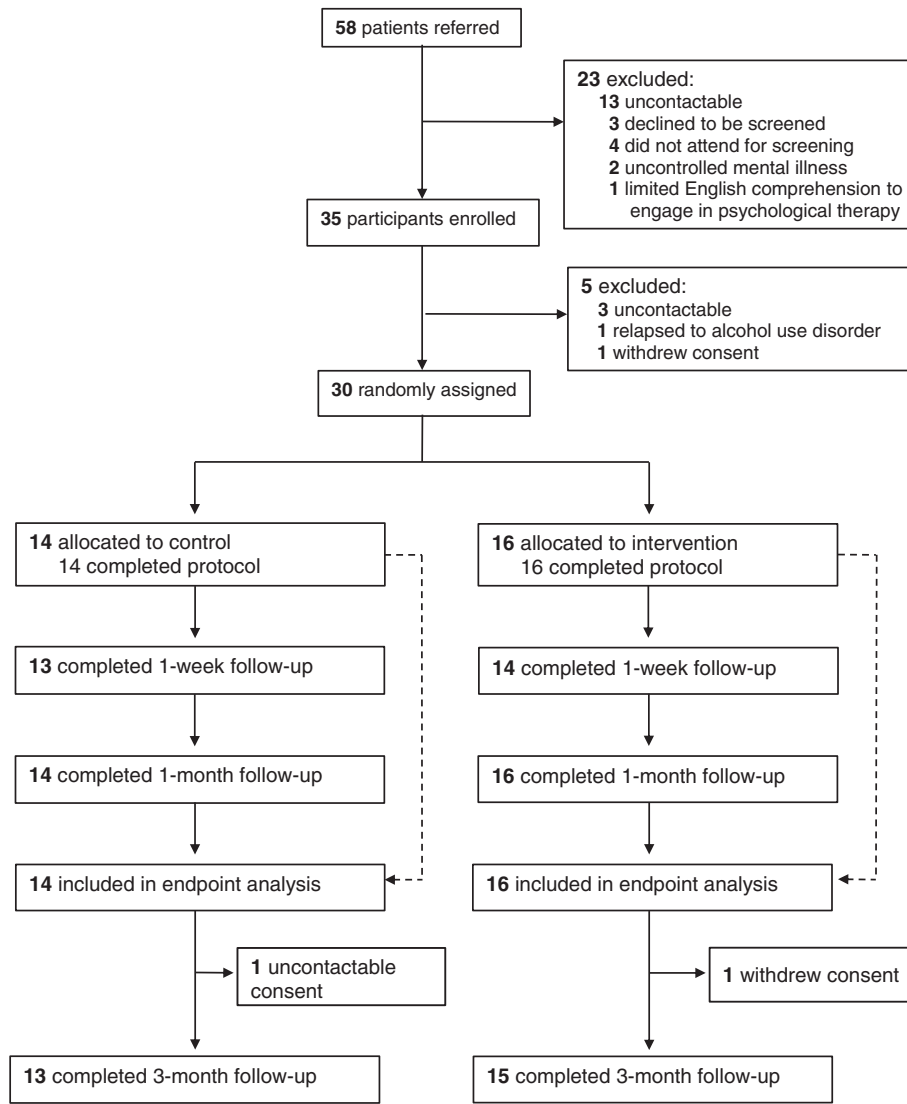 58 patients referred
23 excluded:
13 uncontactable
3 declined to be screened
4 did not attend for screening
2 uncontrolled mental illness
1 limited English comprehension to
engage in psychological therapy
35 participants enrolled
5 excluded:
3 uncontactable
1 relapsed to alcohol use disorder
1 withdrew consent
30 randomly assigned
14 allocated to control
14 completed protocol
16 allocated to intervention
16 completed protocol
13 completed 1-week follow-up
14 completed 1-week follow-up
14 completed 1-month follow-up
16 completed 1-month follow-up
14 included in endpoint analysis
16 included in endpoint analysis
1 uncontactable
consent
1 withdrew consent
13 completed 3-month follow-up
15 completed 3-month follow-up